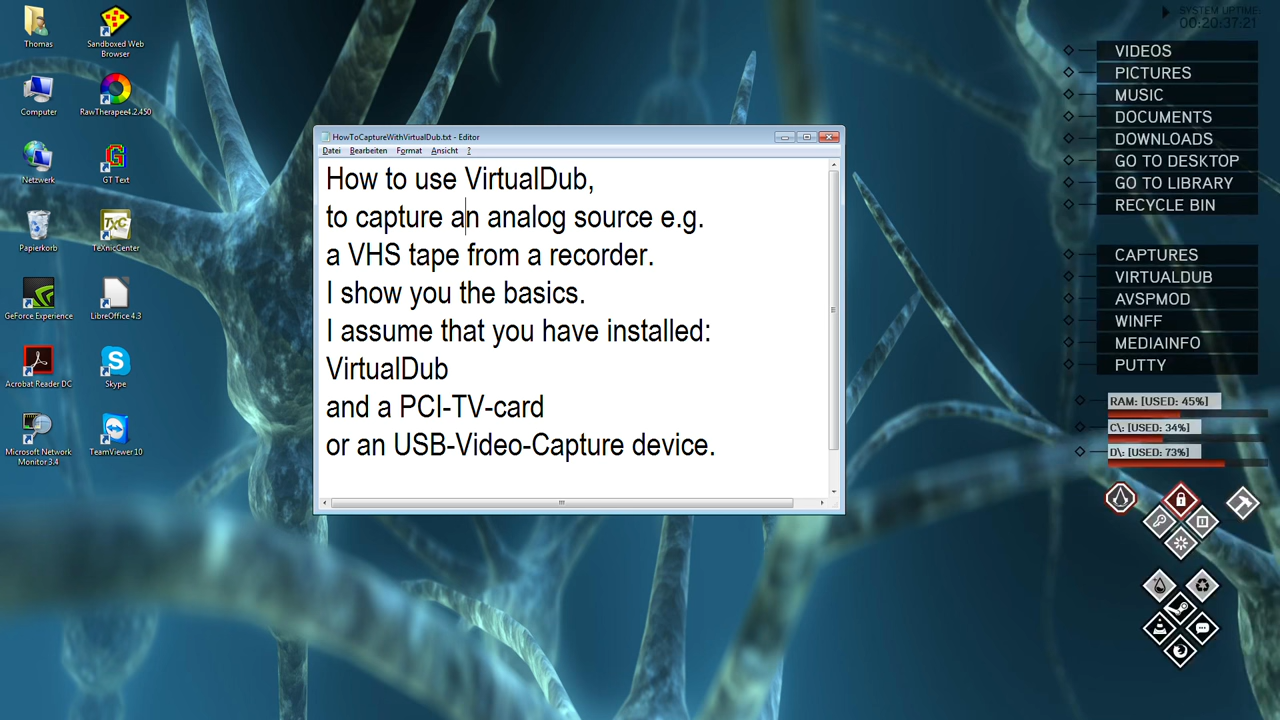 Thomas
Sandboxed Web
Browser
Computer
RawTherapee4.2.450
Netzwerk
GT Text
Papierkorb
TeXnicCenter
GeForce Experience
LibreOffice 4.3
Acrobat Reader DC
Skype
Microsoft Network
Monitor 3.4
TeamViewer 10
HowToCaptureWithVirtualDub.txt - Editor
Datei Bearbeiten Format Ansicht ?
How to use VirtualDub,
to capture an analog source e.g.
a VHS tape from a recorder.
I show you the basics.
I assume that you have installed:
VirtualDub
and a PCI-TV-card
or an USB-Video-Capture device.
SYSTEM UPTIME:
00:20:37:21
VIDEOS
PICTURES
MUSIC
DOCUMENTS
DOWNLOADS
GO TO DESKTOP
GO TO LIBRARY
RECYCLE BIN
CAPTURES
VIRTUALDUB
AVSPMOD
WINFF
MEDIAINFO
PUTTY
RAM: [USED: 45%]
C\: [USED: 34%]
D\: [USED: 73%]